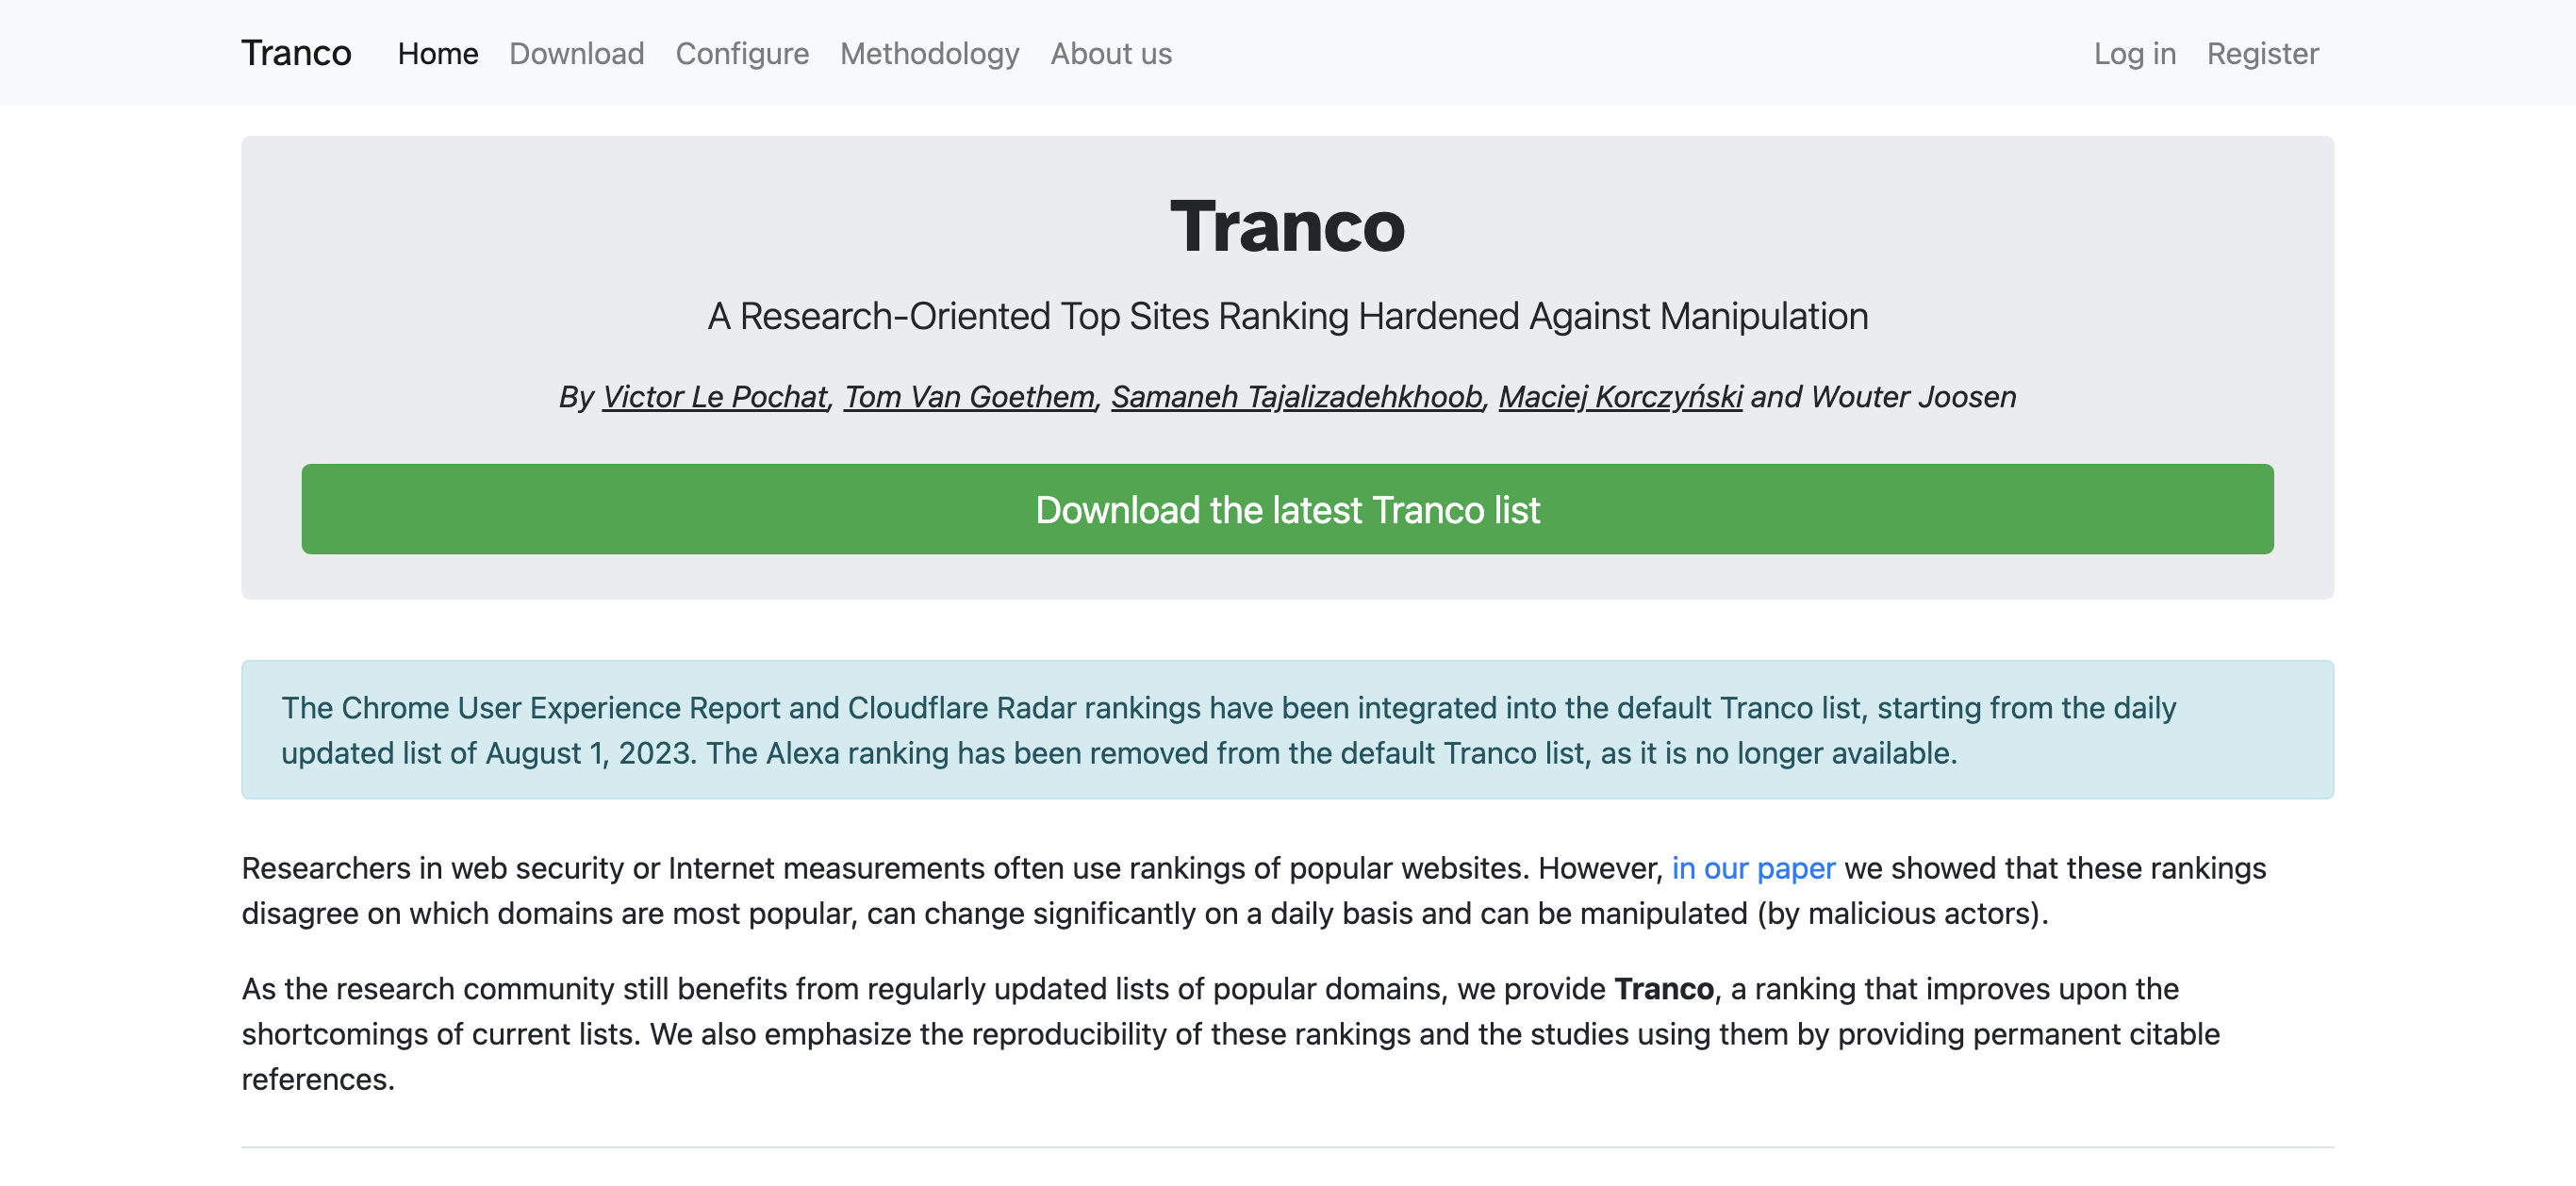 Tranco Home Download Configure Methodology About us Log in Register
Tranco
A Research-Oriented Top Sites Ranking Hardened Against Manipulation
By Victor Le Pochat, Tom Van Goethem, Samaneh Tajalizadehkhoob, Maciej Korczyński and Wouter Joosen
Download the latest Tranco list
The Chrome User Experience Report and Cloudflare Radar rankings have been integrated into the default Tranco list, starting from the daily
updated list of August 1, 2023. The Alexa ranking has been removed from the default Tranco list, as it is no longer available.
Researchers in web security or Internet measurements often use rankings of popular websites. However, in our paper we showed that these rankings
disagree on which domains are most popular, can change significantly on a daily basis and can be manipulated (by malicious actors).
As the research community still benefits from regularly updated lists of popular domains, we provide Tranco, a ranking that improves upon the
shortcomings of current lists. We also emphasize the reproducibility of these rankings and the studies using them by providing permanent citable
references.